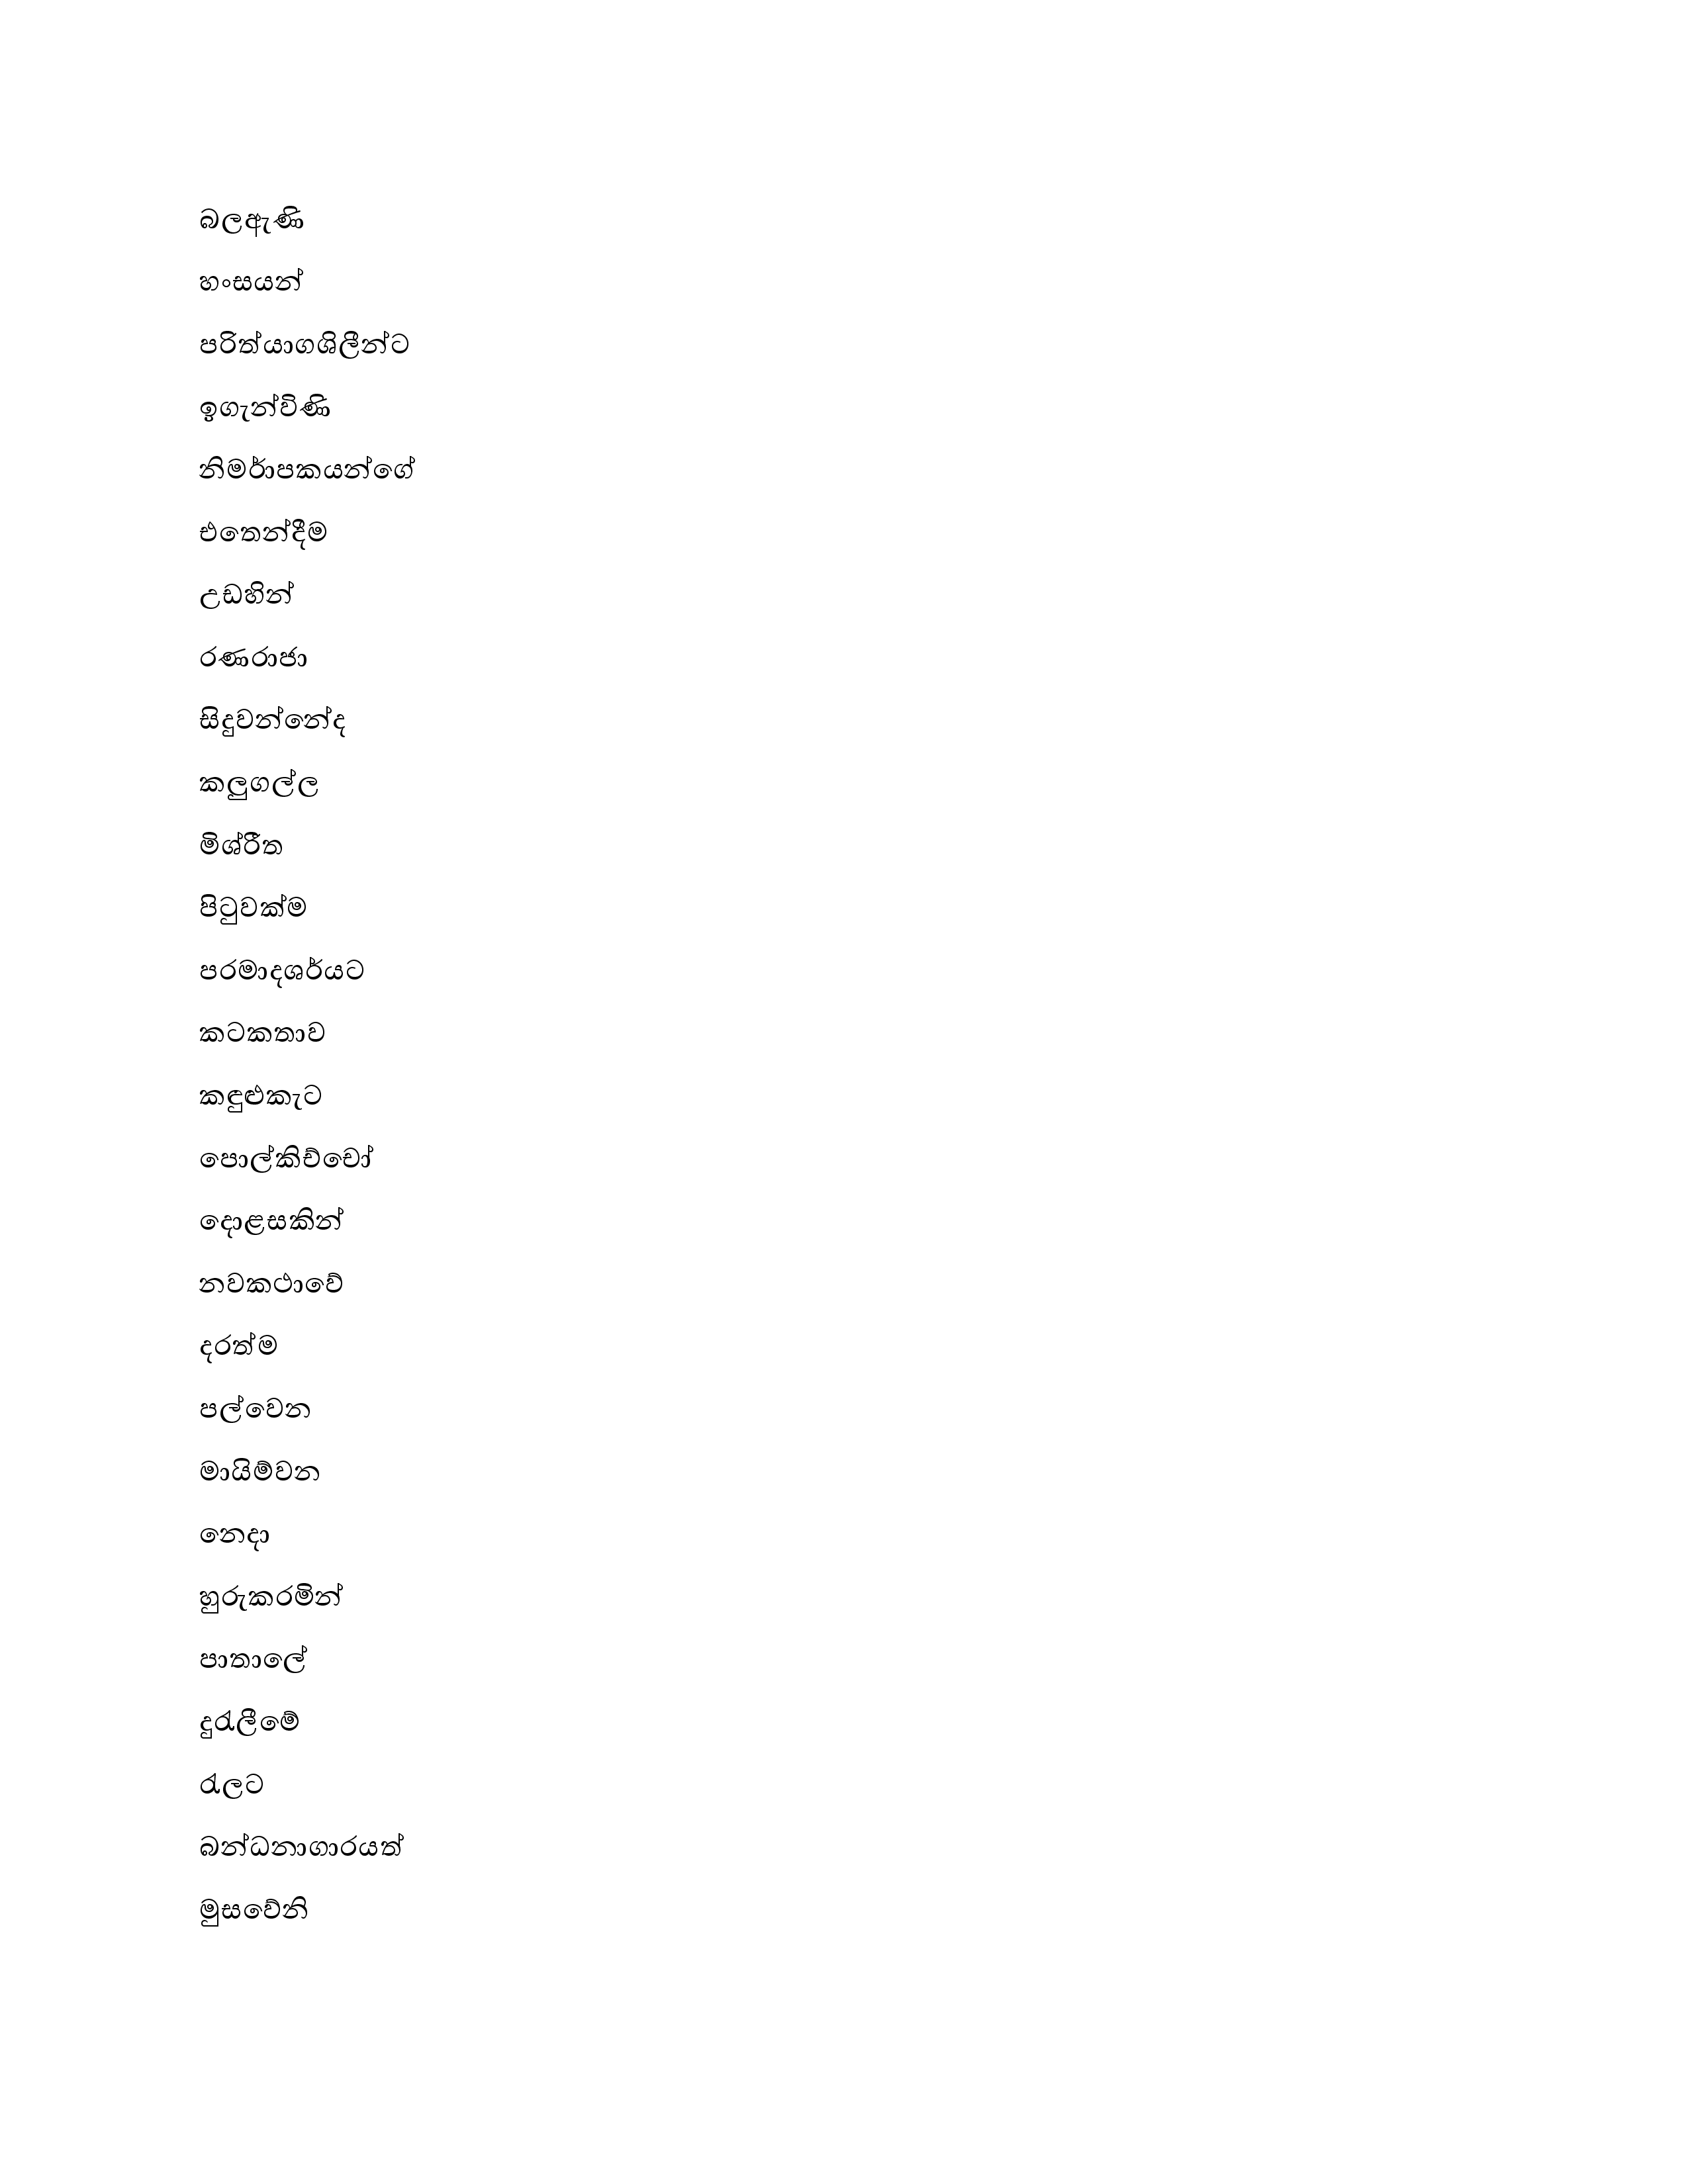 බලඇණි
හංසයන්
පරිත්යාගශිලීන්ට
ඉගැන්විණි
නිමර්ාපකයන්ගේ
එතෙන්දීම
උඩහින්
රණරාජා
සිදුවන්නේද
කලුගල්ල
මිශ්රීත
පිටුවක්ම
පරමාදශර්යට
කටකතාව
කඳුළුකැට
පොල්කිච්චෝ
දොළසකින්
නවකථාවේ
දරත්ම
පල්වෙන
මායිම්වන
නෙදා
හුරුකරමින්
පාතාලේ
දුරැලීමේ
රැලට
බන්ධනාගාරයත්
මුසවේනි